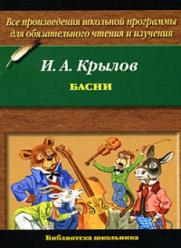 Все произведения школьной программы
для обязательного чтения и изучения
И. А. Крылов
БАСНИ
Библиотека школьника